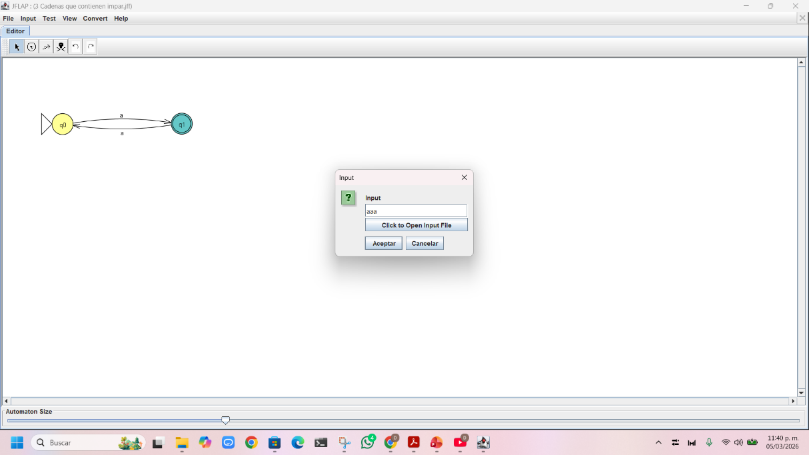 JFLAP : (3 Cadenas que contienen impar.jff)
File Input Test View Convert Help
Editor
a
q0
q1
a
Input
?
Input
aaa
Click to Open Input File
Aceptar Cancelar
Automaton Size
Buscar
11:40 p. m.
05/03/2026